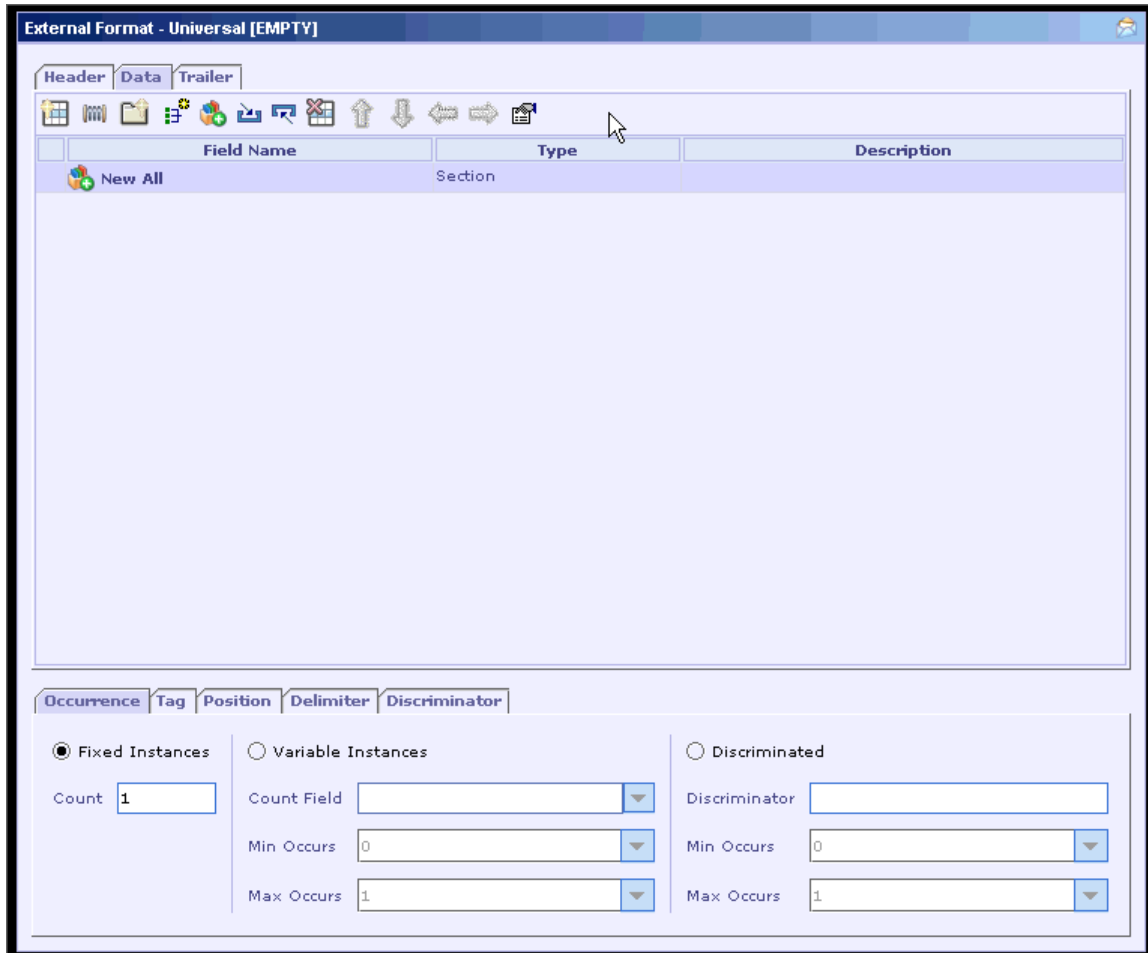 External Format - Universal [EMPTY]
Header Data Trailer
Field Name Type Description
New All Section
Occurrence Tag Position Delimiter Discriminator
Fixed Instances Variable Instances Discriminated
Count 1 Count Field Discriminator
Min Occurs 0 Min Occurs 0
Max Occurs 1 Max Occurs 1